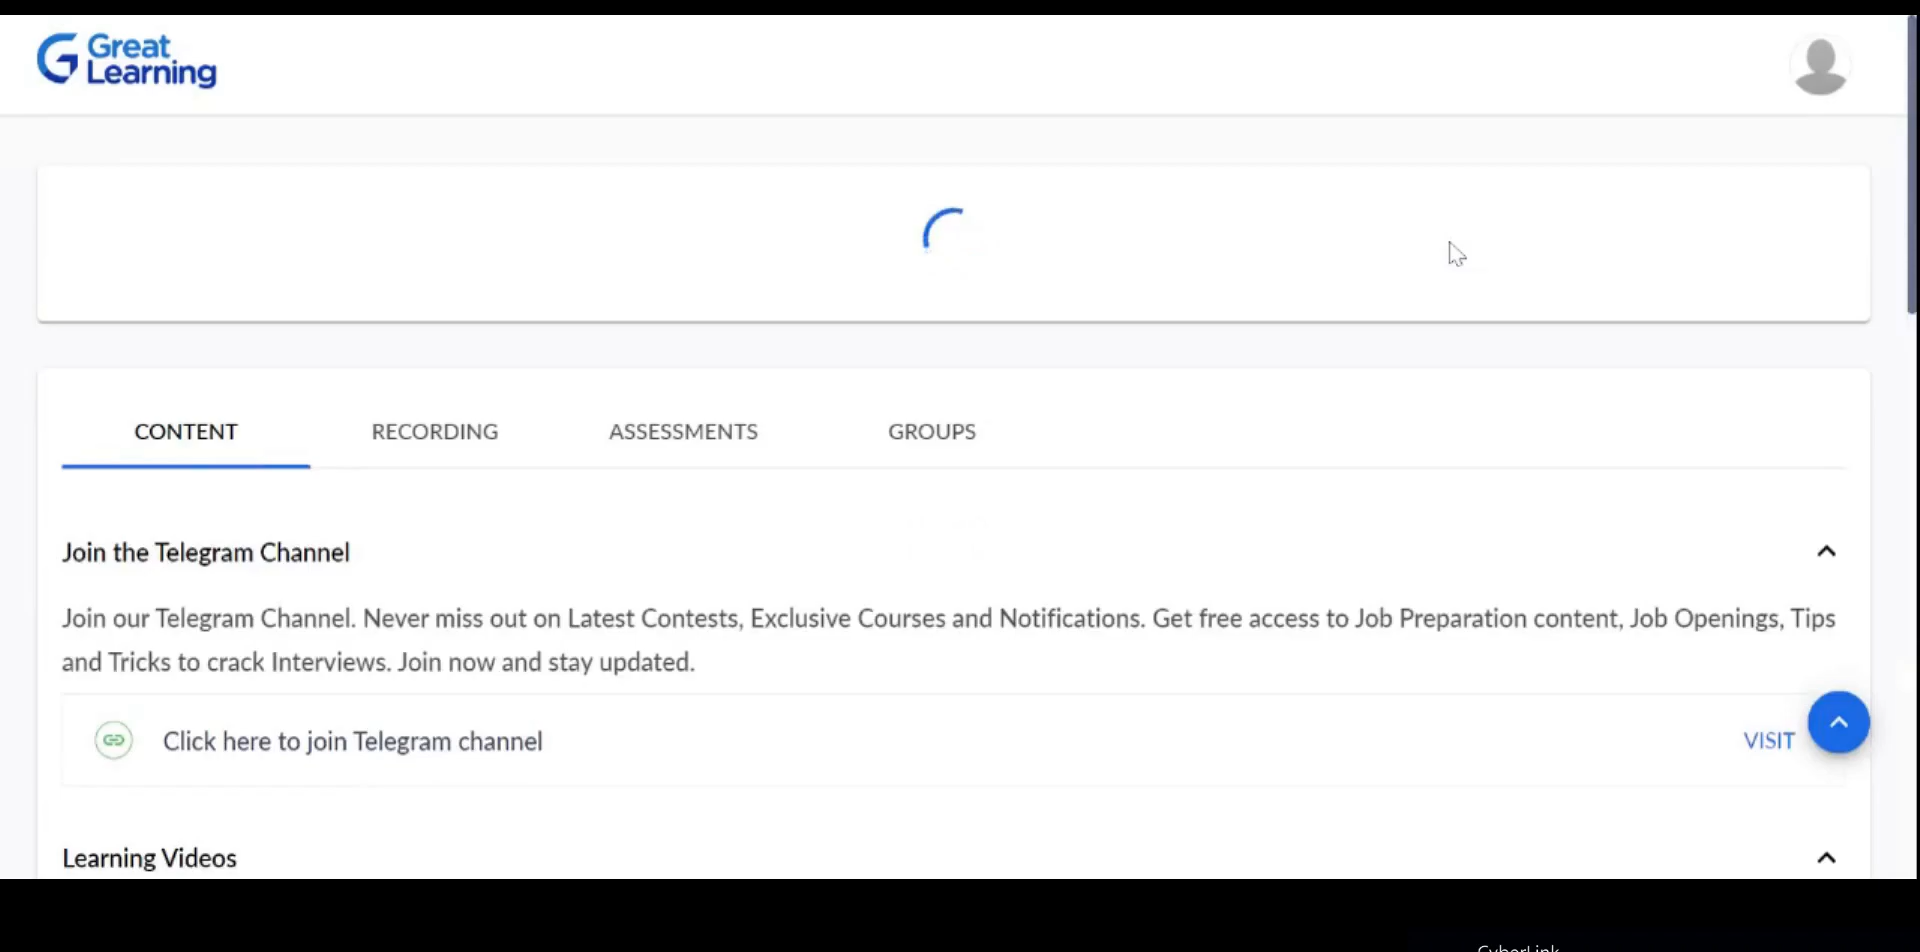 Great
Learning
CONTENT
RECORDING
ASSESSMENTS
GROUPS
Join the Telegram Channel
Join our Telegram Channel. Never miss out on Latest Contests, Exclusive Courses and Notifications. Get free access to Job Preparation content, Job Openings, Tips
and Tricks to crack Interviews. Join now and stay updated.
Click here to join Telegram channel
VISIT
Learning Videos
CyberLink